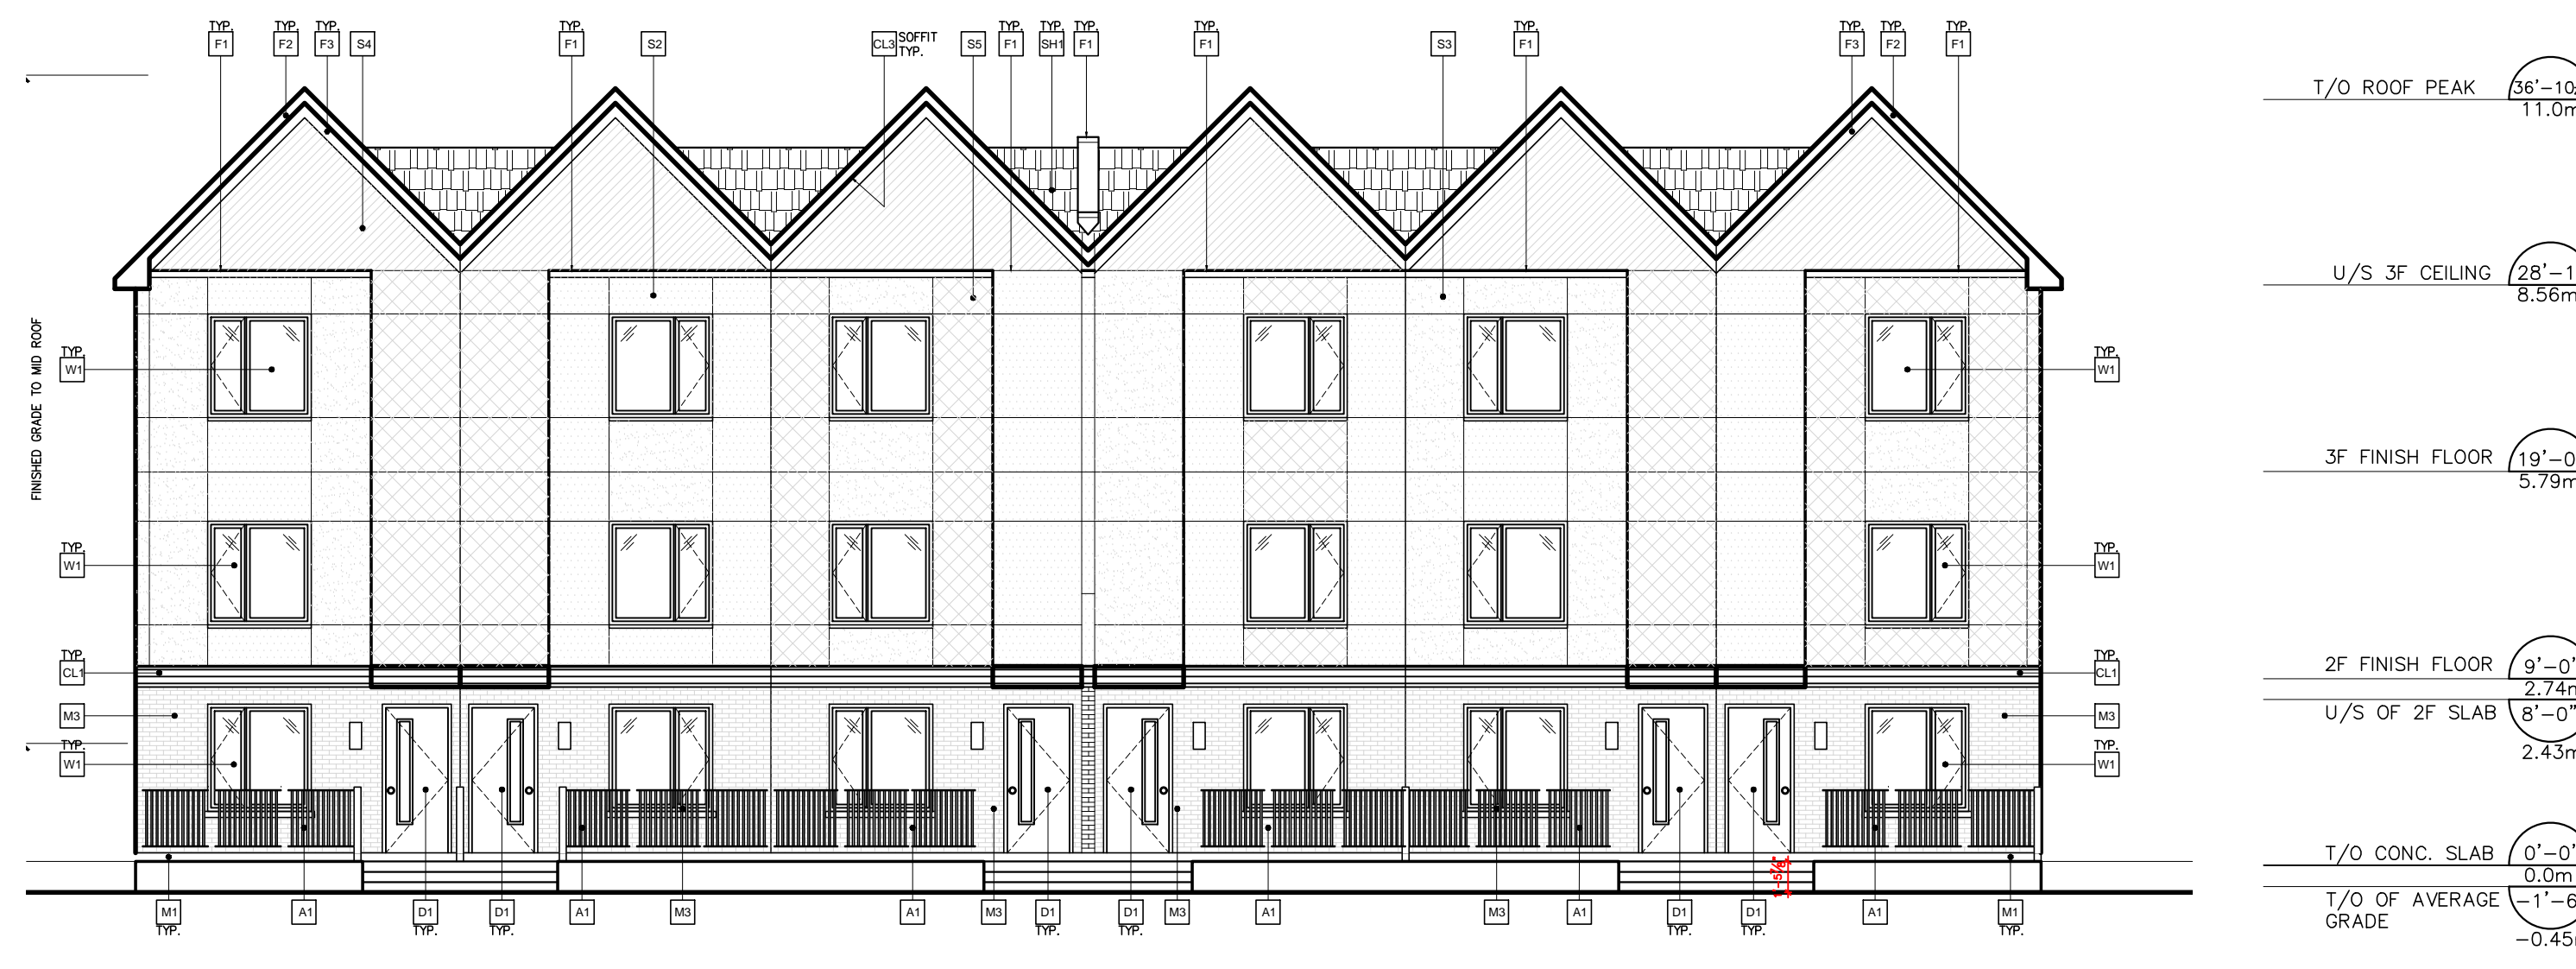 TYP. TYP. TYP. TYP. TYP. TYP. TYP. TYP. TYP. TYP. TYP. TYP.
F1 F2 F3 S4 F1 S2 CL3 SOFFIT TYP. S5 F1 SH1 F1 F1 S3 F1 F3 F2 F1
T/O ROOF PEAK 36'-10
11.0m
U/S 3F CEILING 28'-1
8.56m
FINISHED GRADE TO MID ROOF
TYP.
W1
TYP.
W1
3F FINISH FLOOR 19'-0
5.79m
TYP.
W1
TYP.
W1
TYP.
CL1
TYP.
CL1
2F FINISH FLOOR 9'-0"
2.74m
U/S OF 2F SLAB 8'-0"
2.43m
M3
M3
TYP.
W1
TYP.
W1
T/O CONC. SLAB 0'-0"
0.0m
T/O OF AVERAGE GRADE -1'-6
-0.45
M1 A1 D1 D1 A1 M3 A1 M3 D1 D1 M3 A1 M3 A1 D1 D1 A1 M1
TYP. TYP. TYP. TYP. TYP. TYP. TYP. TYP.